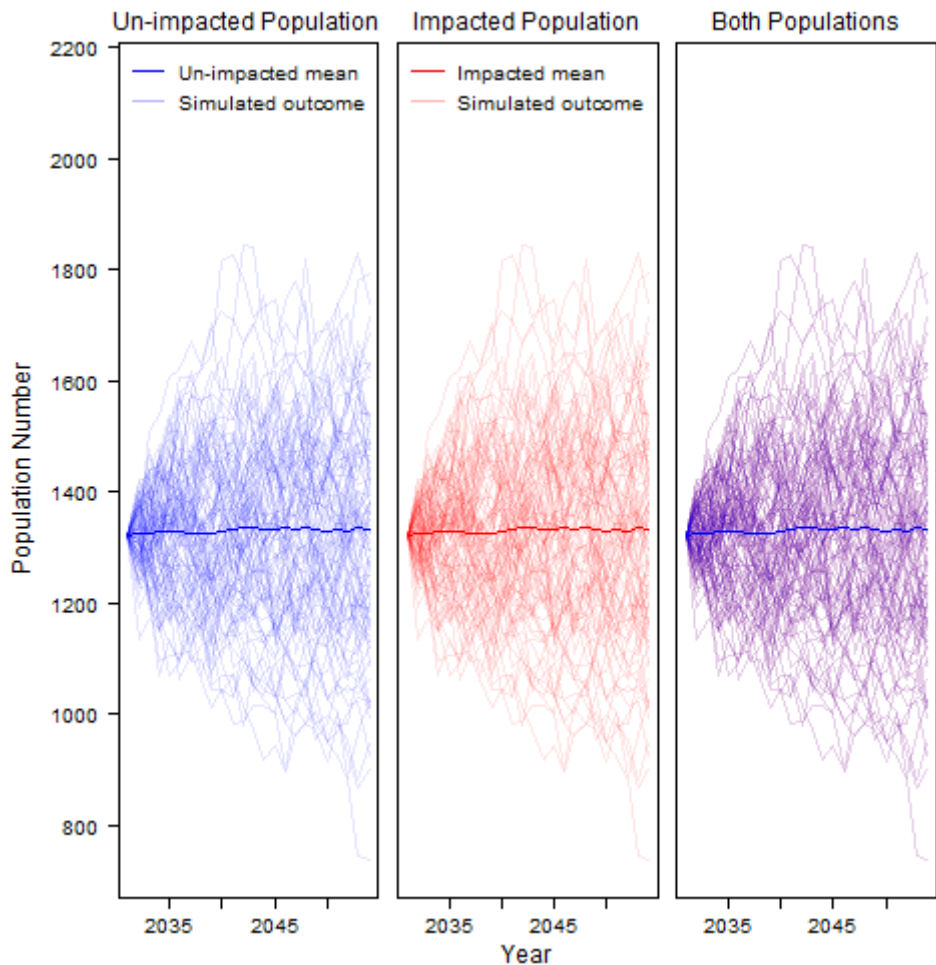 Un-impacted Population
Impacted Population
Both Populations
Un-impacted mean
Simulated outcome
Impacted mean
Simulated outcome
2200
2000
1800
1600
1400
1200
1000
800
Population Number
2035
2045
2035
2045
2035
2045
Year